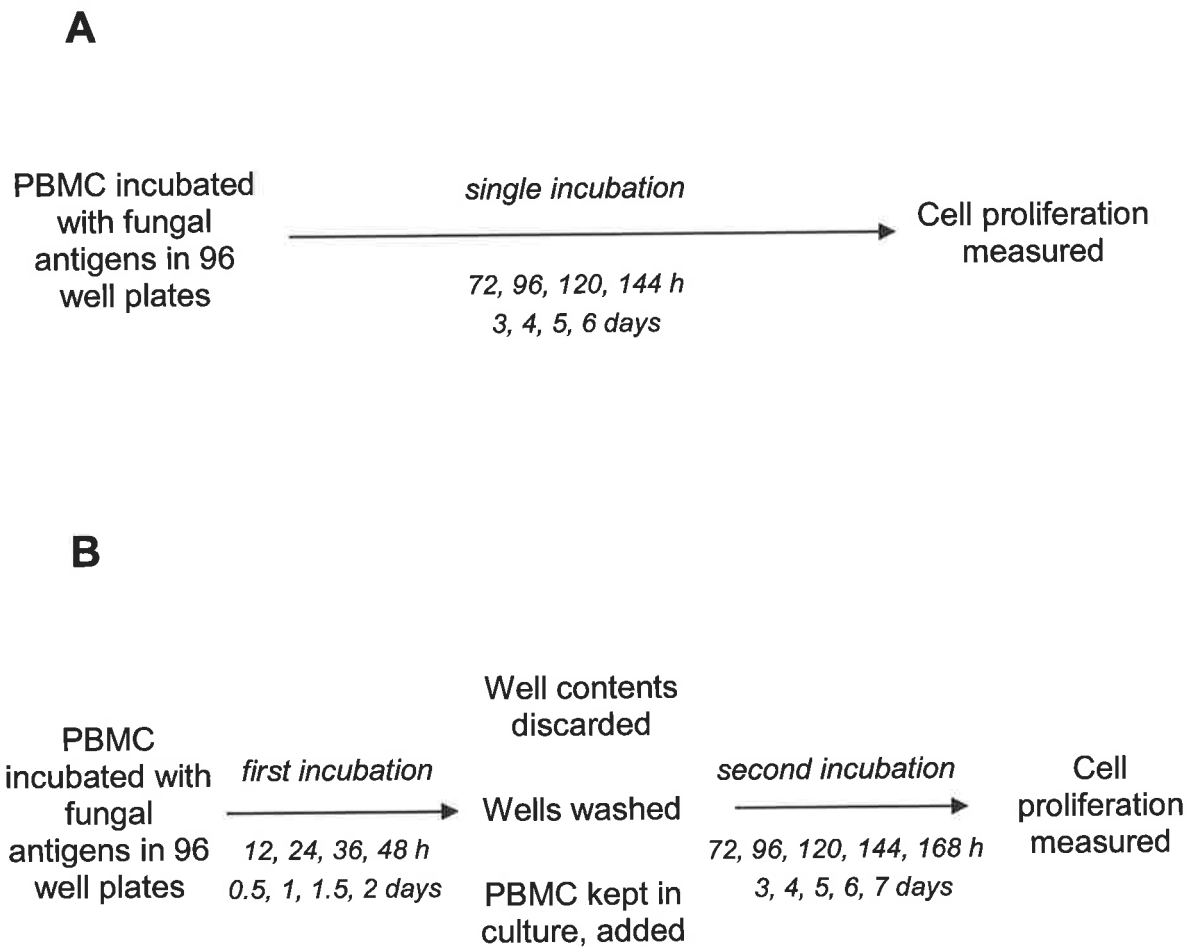 A
PBMC incubated
with fungal
antigens in 96
well plates
single incubation
72, 96, 120, 144 h
3, 4, 5, 6 days
Cell proliferation
measured
B
PBMC
incubated with
fungal
antigens in 96
well plates
first incubation
12, 24, 36, 48 h
0.5, 1, 1.5, 2 days
Well contents
discarded
Wells washed
PBMC kept in
culture, added
second incubation
72, 96, 120, 144, 168 h
3, 4, 5, 6, 7 days
Cell
proliferation
measured